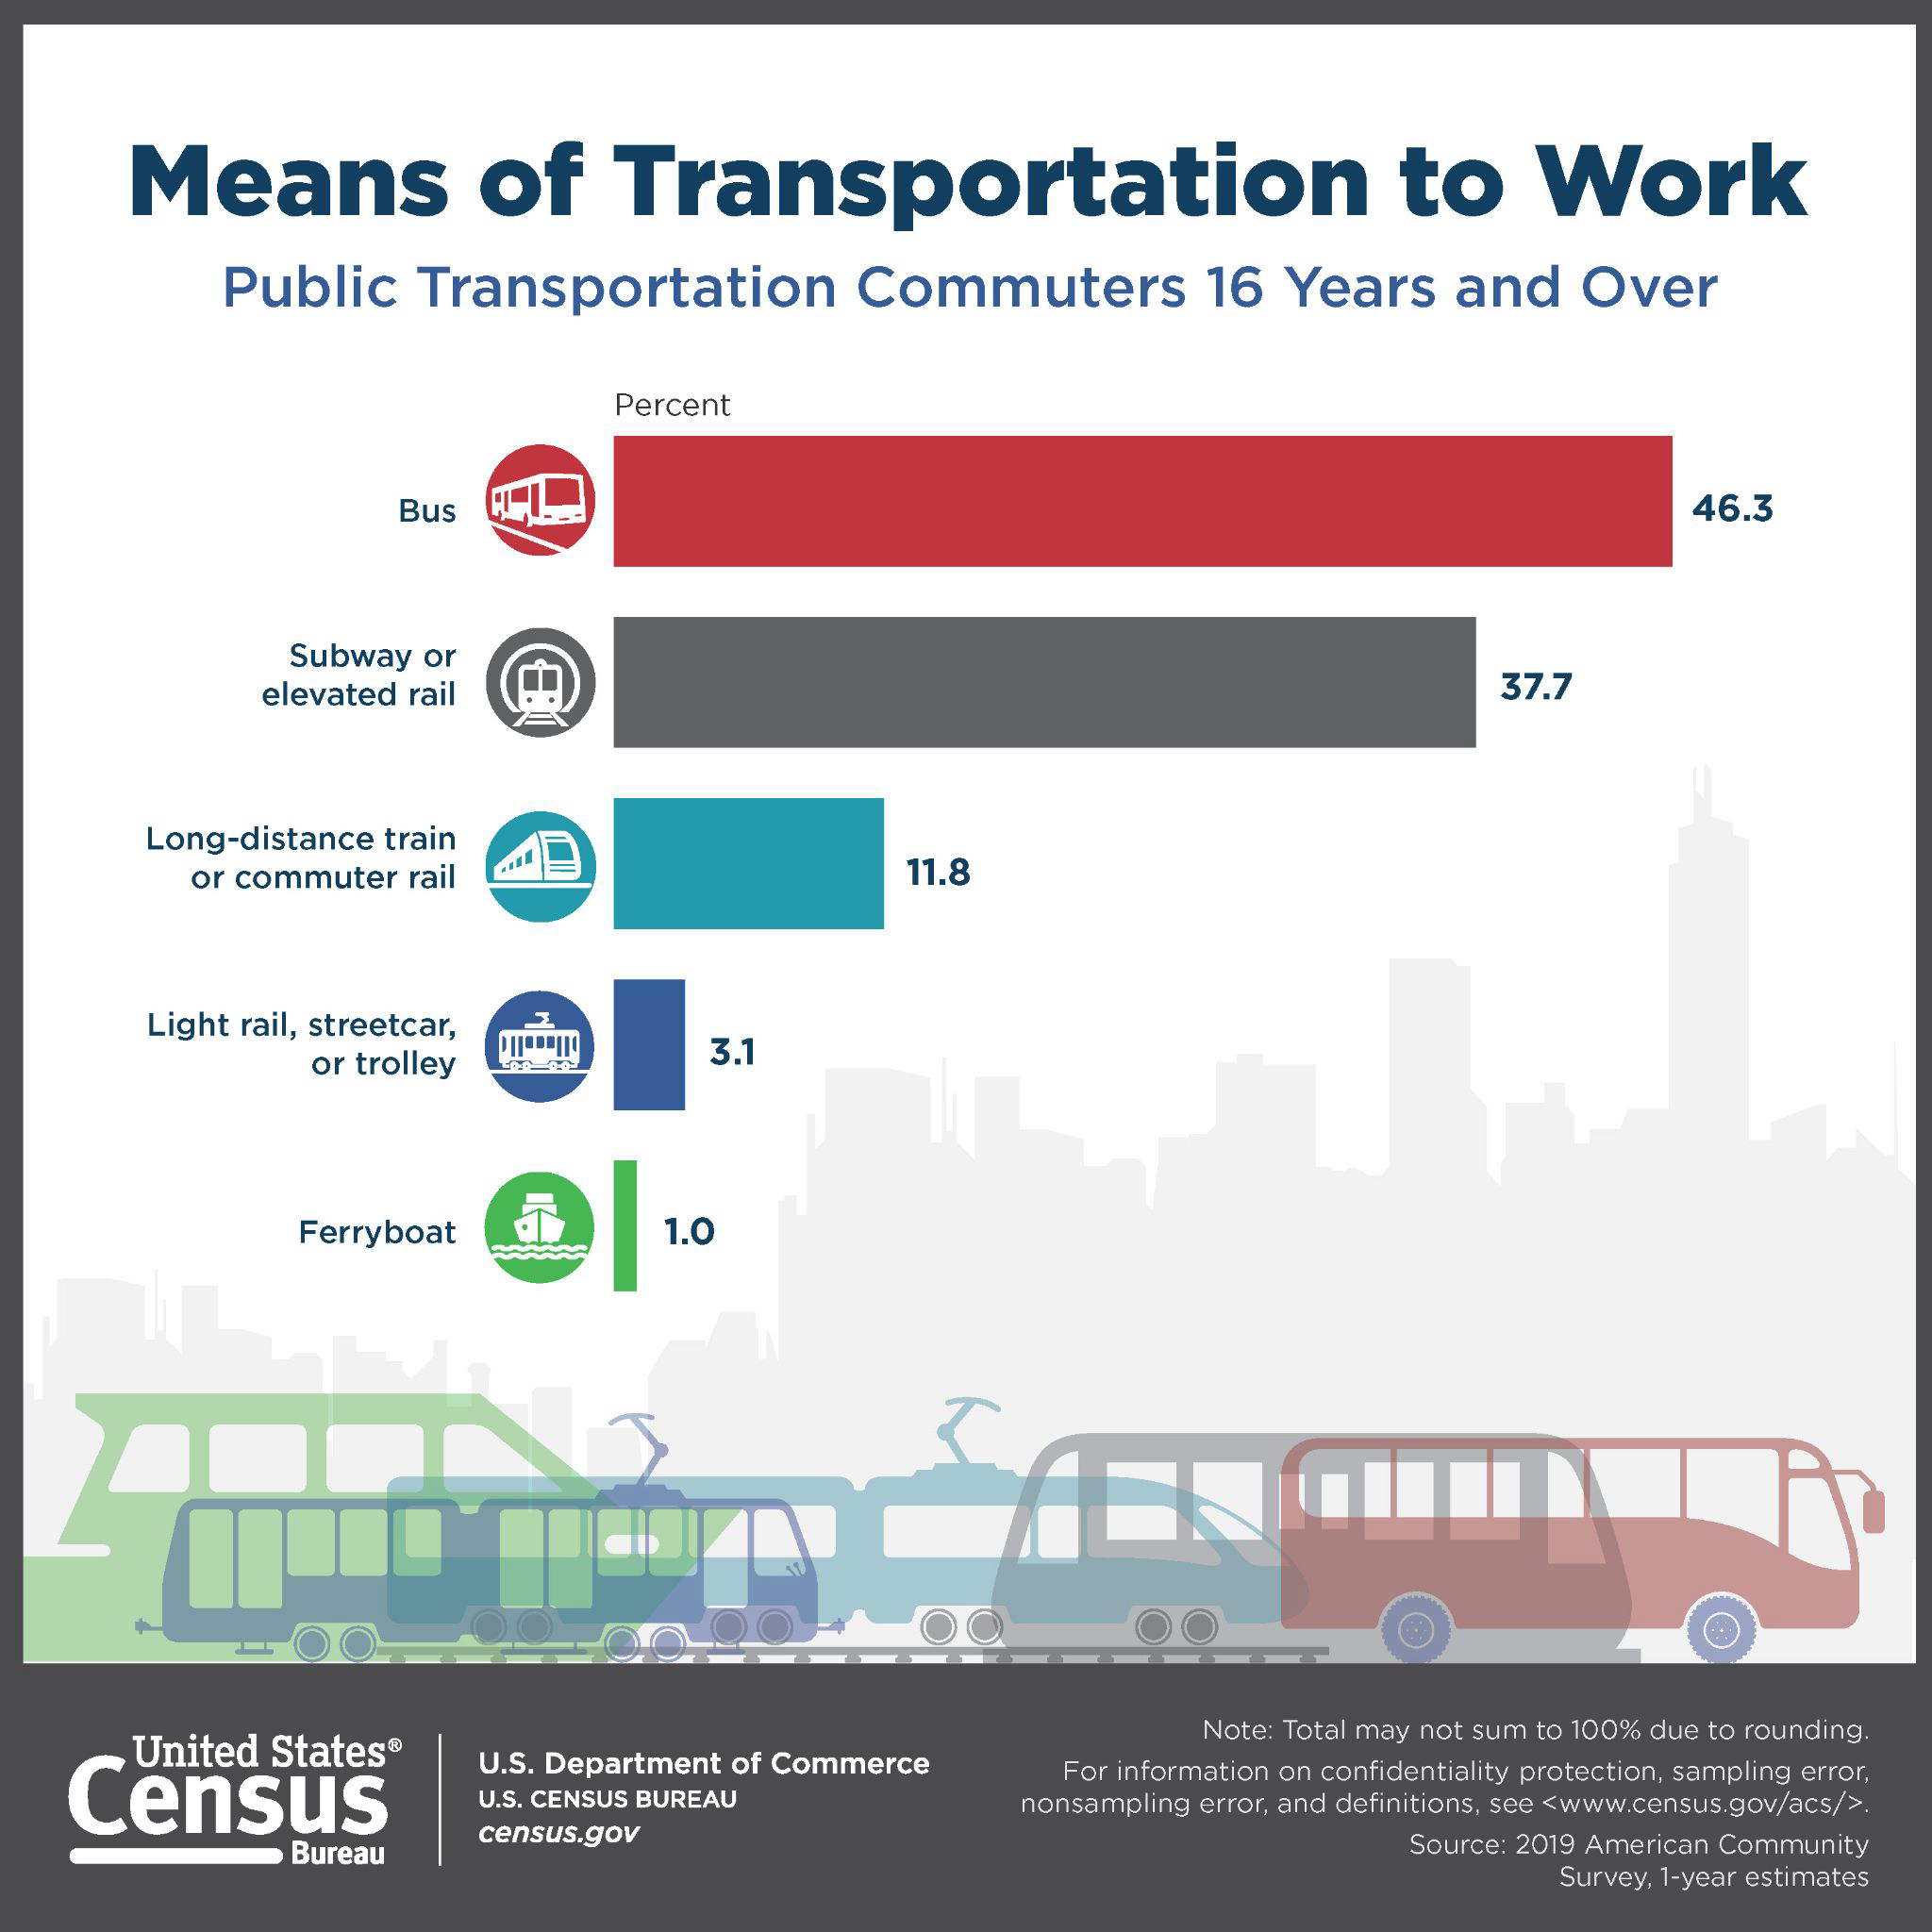 Means of Transportation to Work
Public Transportation Commuters 16 Years and Over
Percent
Bus
46.3
Subway or
elevated rail
37.7
Long-distance train
or commuter rail
11.8
Light rail, streetcar,
or trolley
3.1
Ferryboat
1.0
United States®
Census
Bureau
U.S. Department of Commerce
U.S. CENSUS BUREAU
census.gov
Note: Total may not sum to 100% due to rounding.
For information on confidentiality protection, sampling error,
nonsampling error, and definitions, see <www.census.gov/acs/>.
Source: 2019 American Community
Survey, 1-year estimates